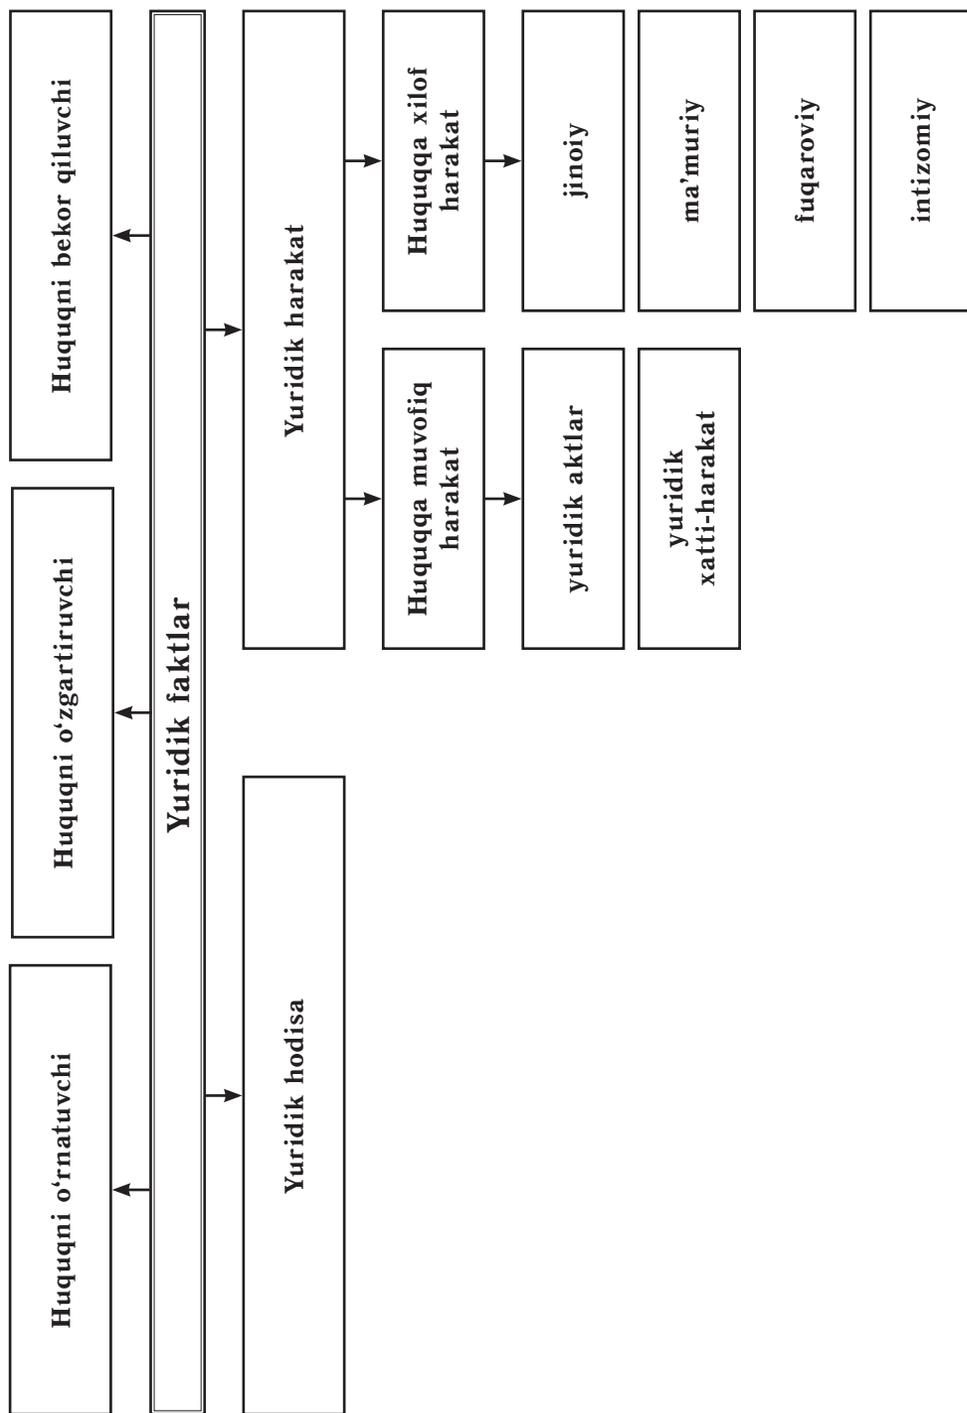 Huquqni o‘rnatuvchi
Huquqni o‘zgartiruvchi
Huquqni bekor qiluvchi
Yuridik faktlar
Yuridik hodisa
Yuridik harakat
Huquqqa muvofiq
harakat
Huquqqa xilof
harakat
yuridik aktlar
jinoiy
yuridik
xatti-harakat
ma’muriy
fuqaroviy
intizomiy